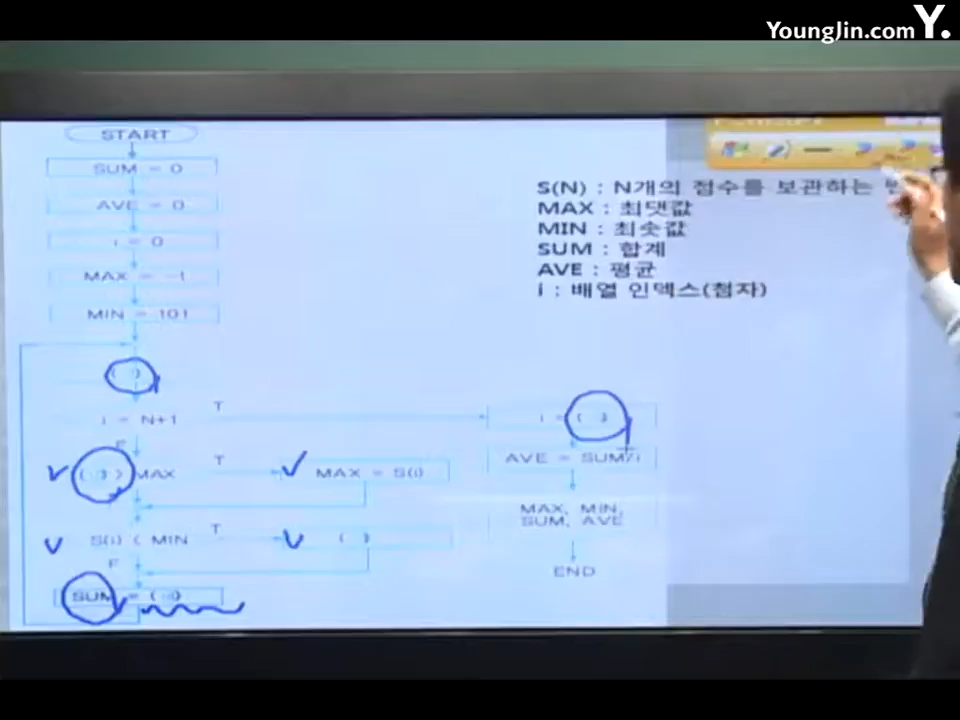 YoungJin.com Y.
START
SUM = 0
AVE = 0
i = 0
MAX = -1
MIN = 101
( )
i = N+1
T
F
( ) > MAX
T
MAX = S(i)
S(i) < MIN
T
( )
F
SUM = ( )
i = ( )
AVE = SUM/i
MAX, MIN,
SUM, AVE
END
S(N) : N개의 점수를 보관하는
MAX : 최댓값
MIN : 최솟값
SUM : 합계
AVE : 평균
i : 배열 인덱스(첨자)